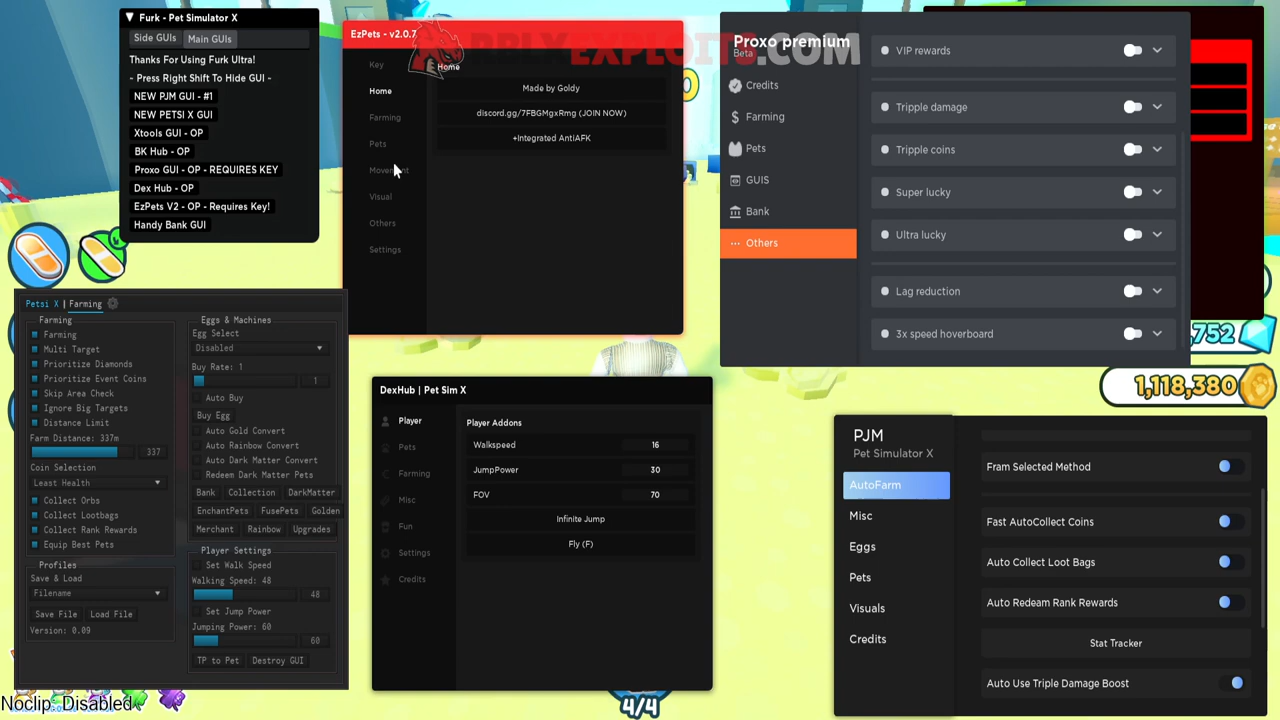 Furk - Pet Simulator X
Side GUIs
Main GUIs
Thanks For Using Furk Ultra!
- Press Right Shift To Hide GUI -
NEW PJM GUI - #1
NEW PETSI X GUI
Xtools GUI - OP
BK Hub - OP
Proxo GUI - OP - REQUIRES KEY
Dex Hub - OP
EzPets V2 - OP - Requires Key!
Handy Bank GUI
EzPets - v2.0.7
RBLXEXPLOITS.COM
Key
Home
Farming
Pets
Movement
Visual
Others
Settings
Home
Made by Goldy
discord.gg/7FBGMgxRmg (JOIN NOW)
+Integrated AntiAFK
Proxo premium
Beta
Credits
Farming
Pets
GUIS
Bank
Others
VIP rewards
Tripple damage
Tripple coins
Super lucky
Ultra lucky
Lag reduction
3x speed hoverboard
752
1,118,380
Petsi X | Farming
Farming
Farming
Multi Target
Prioritize Diamonds
Prioritize Event Coins
Skip Area Check
Ignore Big Targets
Distance Limit
Farm Distance: 337m
337
Coin Selection
Least Health
Collect Orbs
Collect Lootbags
Collect Rank Rewards
Equip Best Pets
Profiles
Save & Load
Filename
Save File
Load File
Version: 0.09
Eggs & Machines
Egg Select
Disabled
Buy Rate: 1
1
Auto Buy
Buy Egg
Auto Gold Convert
Auto Rainbow Convert
Auto Dark Matter Convert
Redeem Dark Matter Pets
Bank
Collection
DarkMatter
EnchantPets
FusePets
Golden
Merchant
Rainbow
Upgrades
Player Settings
Set Walk Speed
Walking Speed: 48
48
Set Jump Power
Jumping Power: 60
60
TP to Pet
Destroy GUI
Noclip: Disabled
DexHub | Pet Sim X
Player
Pets
Farming
Misc
Fun
Settings
Credits
Player Addons
Walkspeed
16
JumpPower
30
FOV
70
Infinite Jump
Fly (F)
4/4
PJM
Pet Simulator X
AutoFarm
Misc
Eggs
Pets
Visuals
Credits
Fram Selected Method
Fast AutoCollect Coins
Auto Collect Loot Bags
Auto Redeam Rank Rewards
Stat Tracker
Auto Use Triple Damage Boost